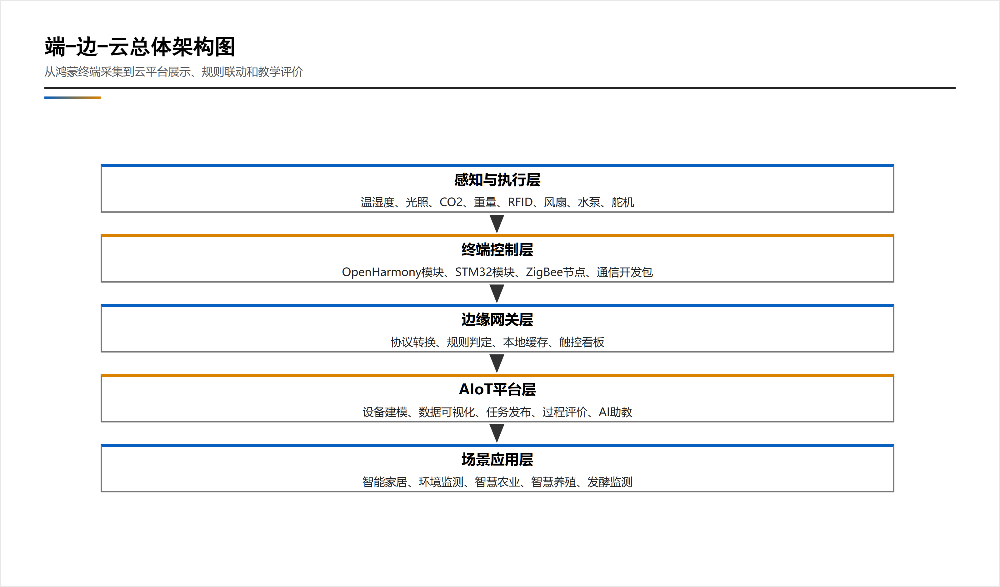 端–边–云总体架构图
从鸿蒙终端采集到云平台展示、规则联动和教学评价
感知与执行层
温湿度、光照、CO2、重量、RFID、风扇、水泵、舵机
终端控制层
OpenHarmony模块、STM32模块、ZigBee节点、通信开发包
边缘网关层
协议转换、规则判定、本地缓存、触控看板
AIoT平台层
设备建模、数据可视化、任务发布、过程评价、AI助教
场景应用层
智能家居、环境监测、智慧农业、智慧养殖、发酵监测